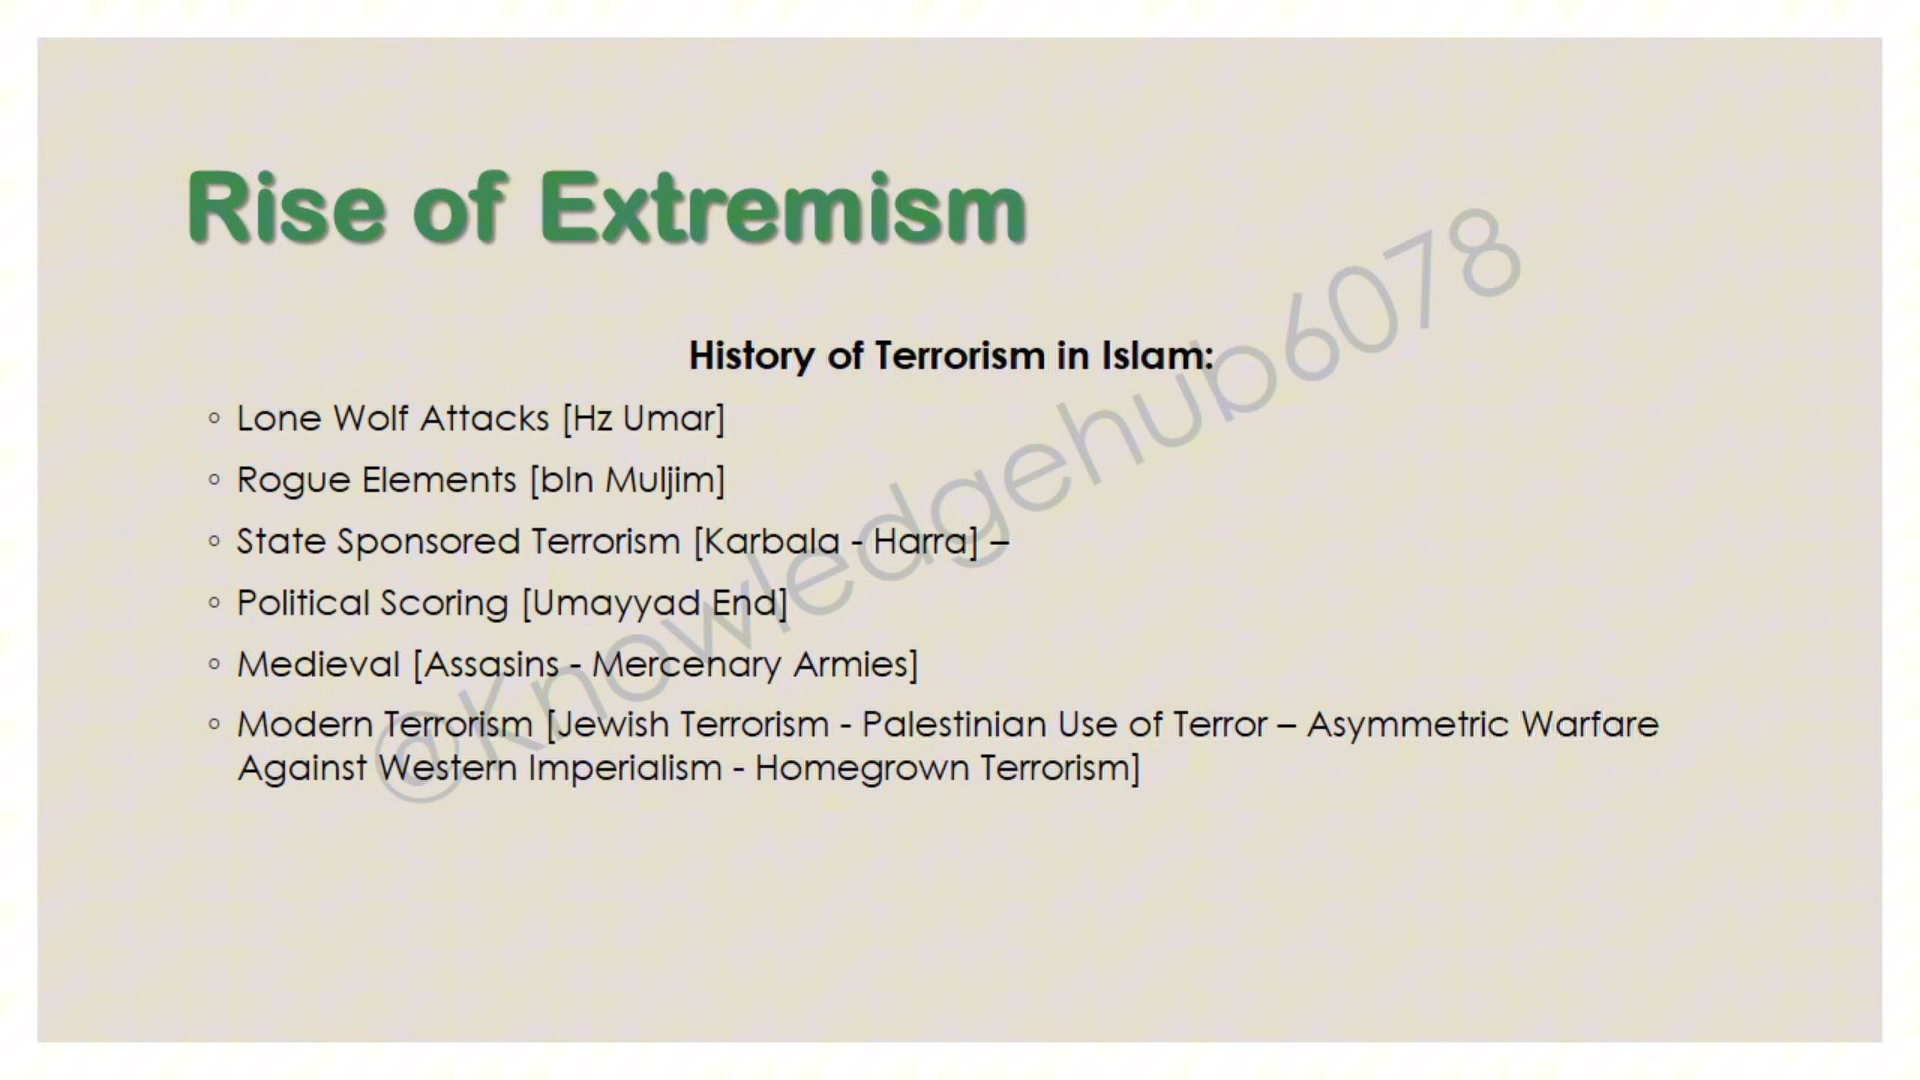 Rise of Extremism
History of Terrorism in Islam:
◦ Lone Wolf Attacks [Hz Umar]
◦ Rogue Elements [bIn Muljim]
◦ State Sponsored Terrorism [Karbala - Harra] –
◦ Political Scoring [Umayyad End]
◦ Medieval [Assasins - Mercenary Armies]
◦ Modern Terrorism [Jewish Terrorism - Palestinian Use of Terror – Asymmetric Warfare
Against Western Imperialism - Homegrown Terrorism]
@Knowledgehub6078